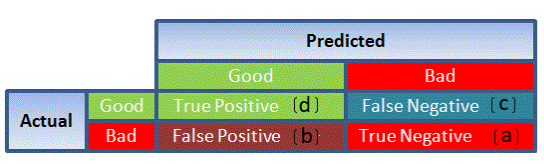 Predicted
Good Bad
Actual Good True Positive (d) False Negative (c)
Bad False Positive (b) True Negative (a)